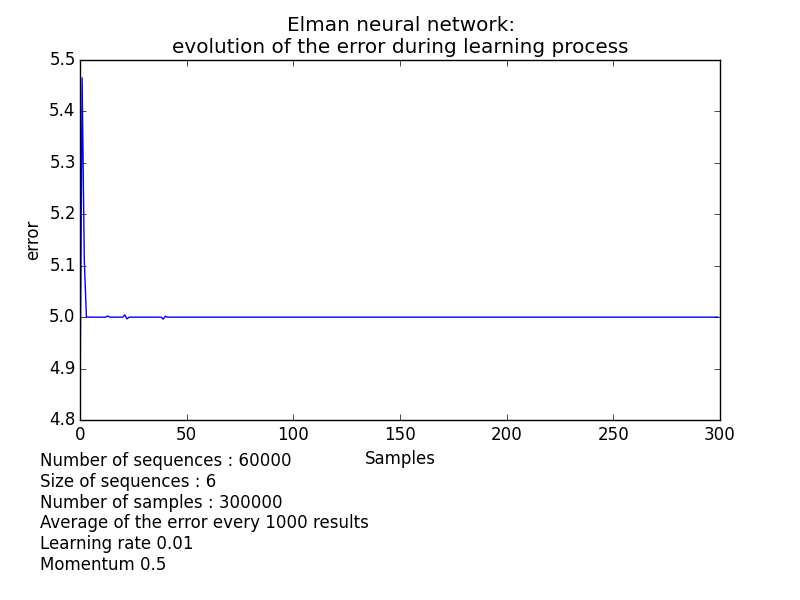 Elman neural network:
evolution of the error during learning process
5.5
5.4
5.3
5.2
5.1
5.0
4.9
4.8
error
0 50 100 150 200 250 300
Samples
Number of sequences : 60000
Size of sequences : 6
Number of samples : 300000
Average of the error every 1000 results
Learning rate 0.01
Momentum 0.5